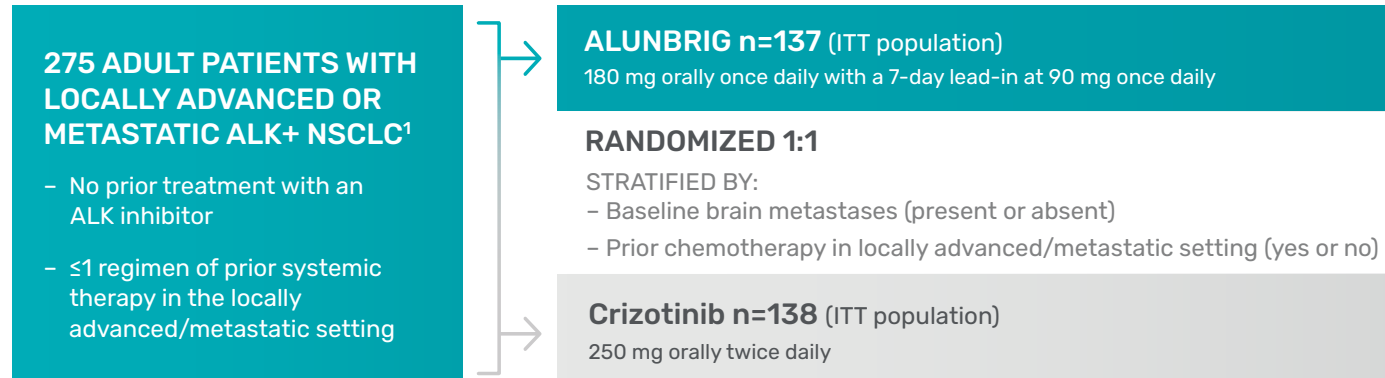 275 ADULT PATIENTS WITH
LOCALLY ADVANCED OR
METASTATIC ALK+ NSCLC¹
– No prior treatment with an
ALK inhibitor
– ≤1 regimen of prior systemic
therapy in the locally
advanced/metastatic setting
ALUNBRIG n=137 (ITT population)
180 mg orally once daily with a 7-day lead-in at 90 mg once daily
RANDOMIZED 1:1
STRATIFIED BY:
– Baseline brain metastases (present or absent)
– Prior chemotherapy in locally advanced/metastatic setting (yes or no)
Crizotinib n=138 (ITT population)
250 mg orally twice daily